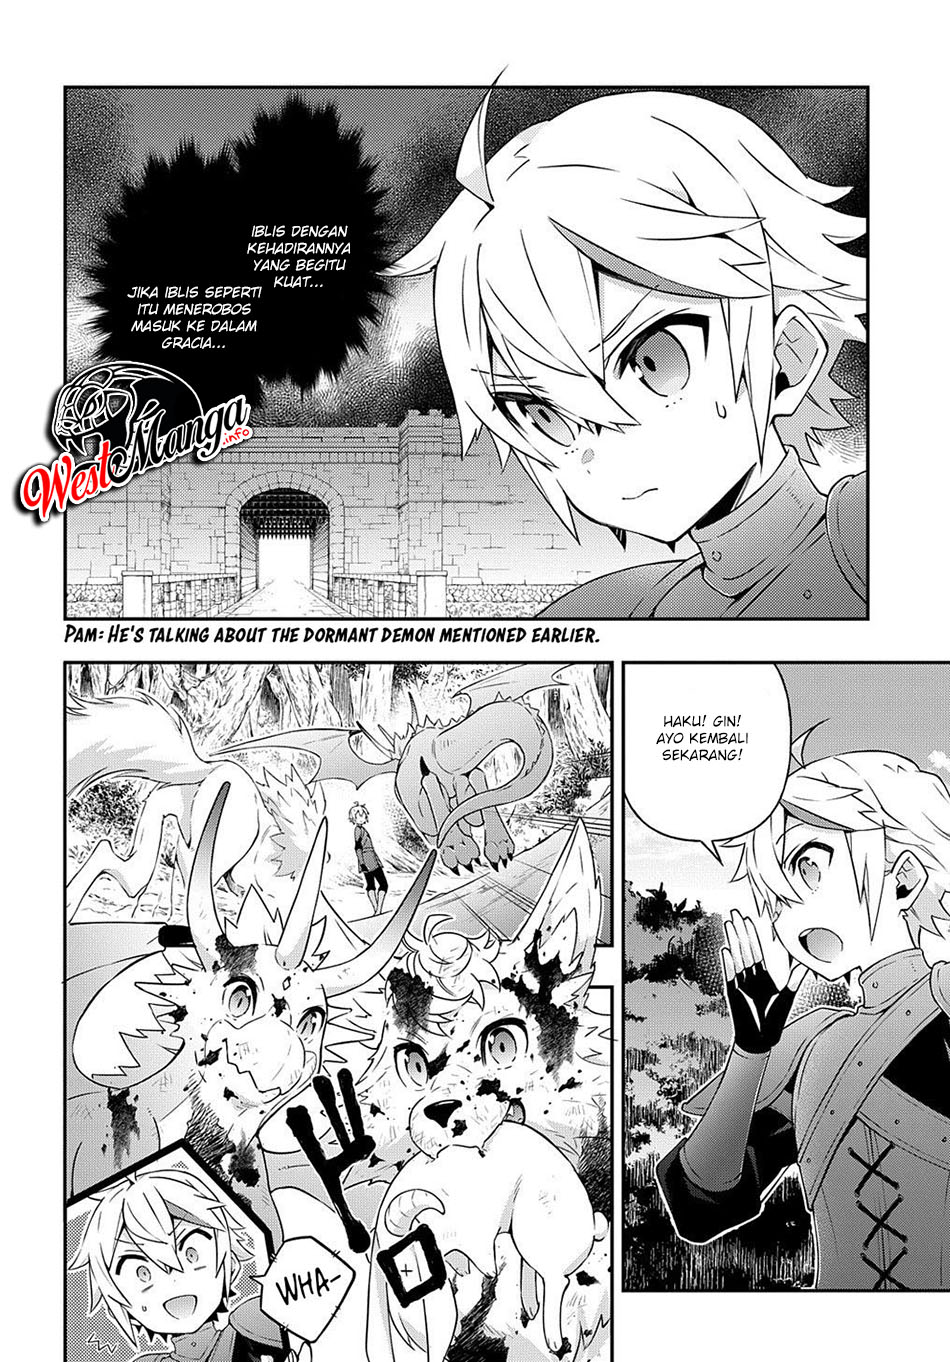 IBLIS DENGAN
KEHADIRANNYA
YANG BEGITU
KUAT...
JIKA IBLIS SEPERTI
ITU MENEROBOS
MASUK KE DALAM
GRACIA...
WestManga
.info
PAM: HE'S TALKING ABOUT THE DORMANT DEMON MENTIONED EARLIER.
HAKU! GIN!
AYO KEMBALI
SEKARANG!
WHA-